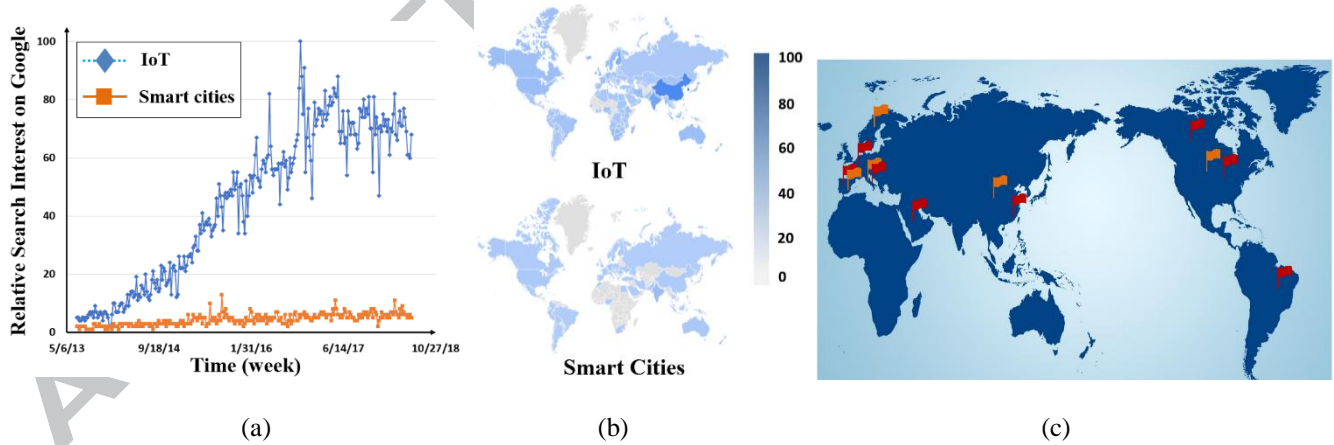 Relative Search Interest on Google
100
80
60
40
20
0
IoT
Smart cities
5/6/13
9/18/14
1/31/16
6/14/17
10/27/18
Time (week)
(a)
IoT
Smart Cities
100
80
60
40
20
0
(b)
(c)